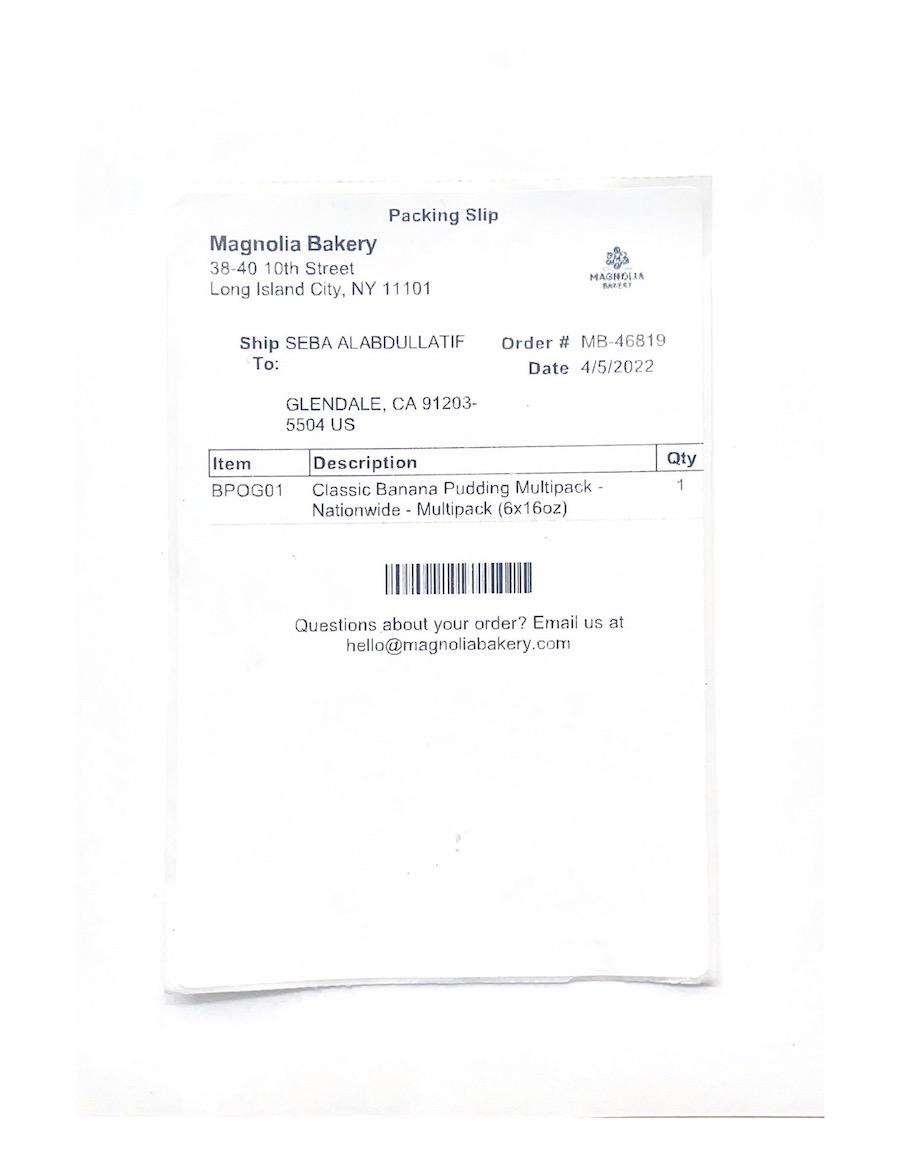 Packing Slip
Magnolia Bakery
38-40 10th Street
Long Island City, NY 11101
MAGNOLIA
BAKERY
Ship SEBA ALABDULLATIF Order # MB-46819
To: Date 4/5/2022
GLENDALE, CA 91203-
5504 US
Item Description Qty
BPOG01 Classic Banana Pudding Multipack - 1
Nationwide - Multipack (6x16oz)
Questions about your order? Email us at
hello@magnoliabakery.com